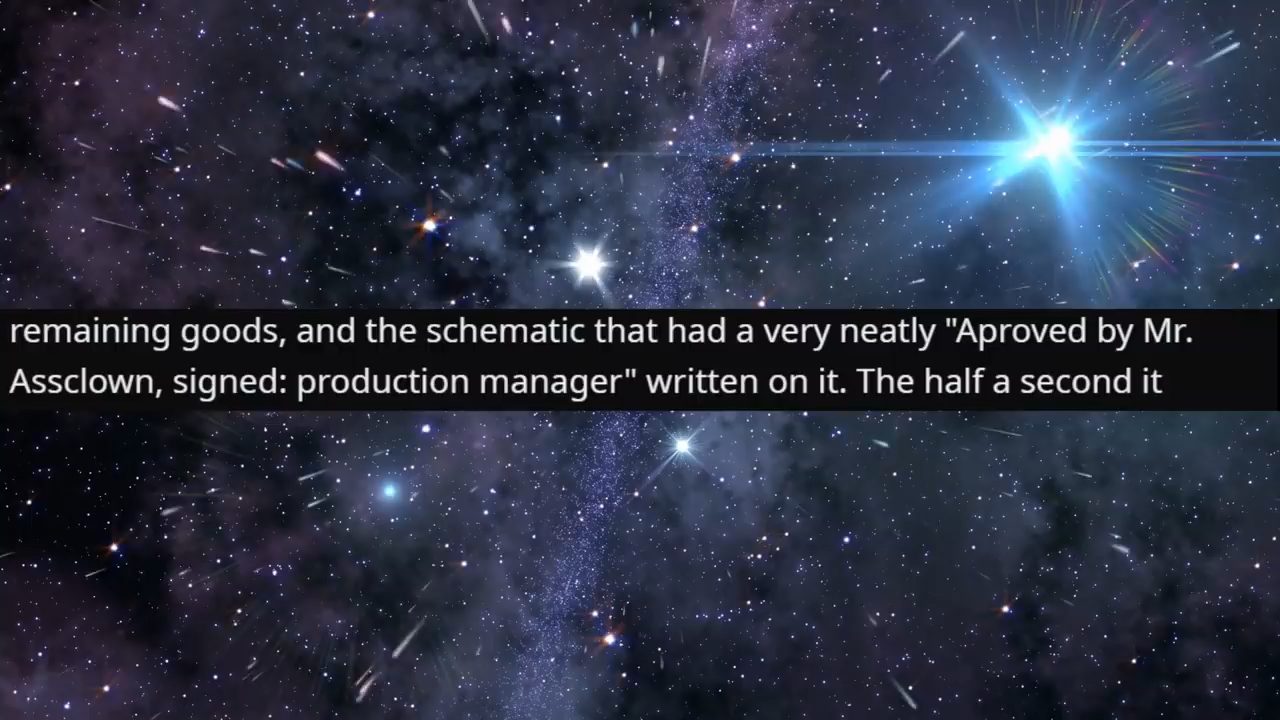 remaining goods, and the schematic that had a very neatly "Aproved by Mr.
Assclown, signed: production manager" written on it. The half a second it